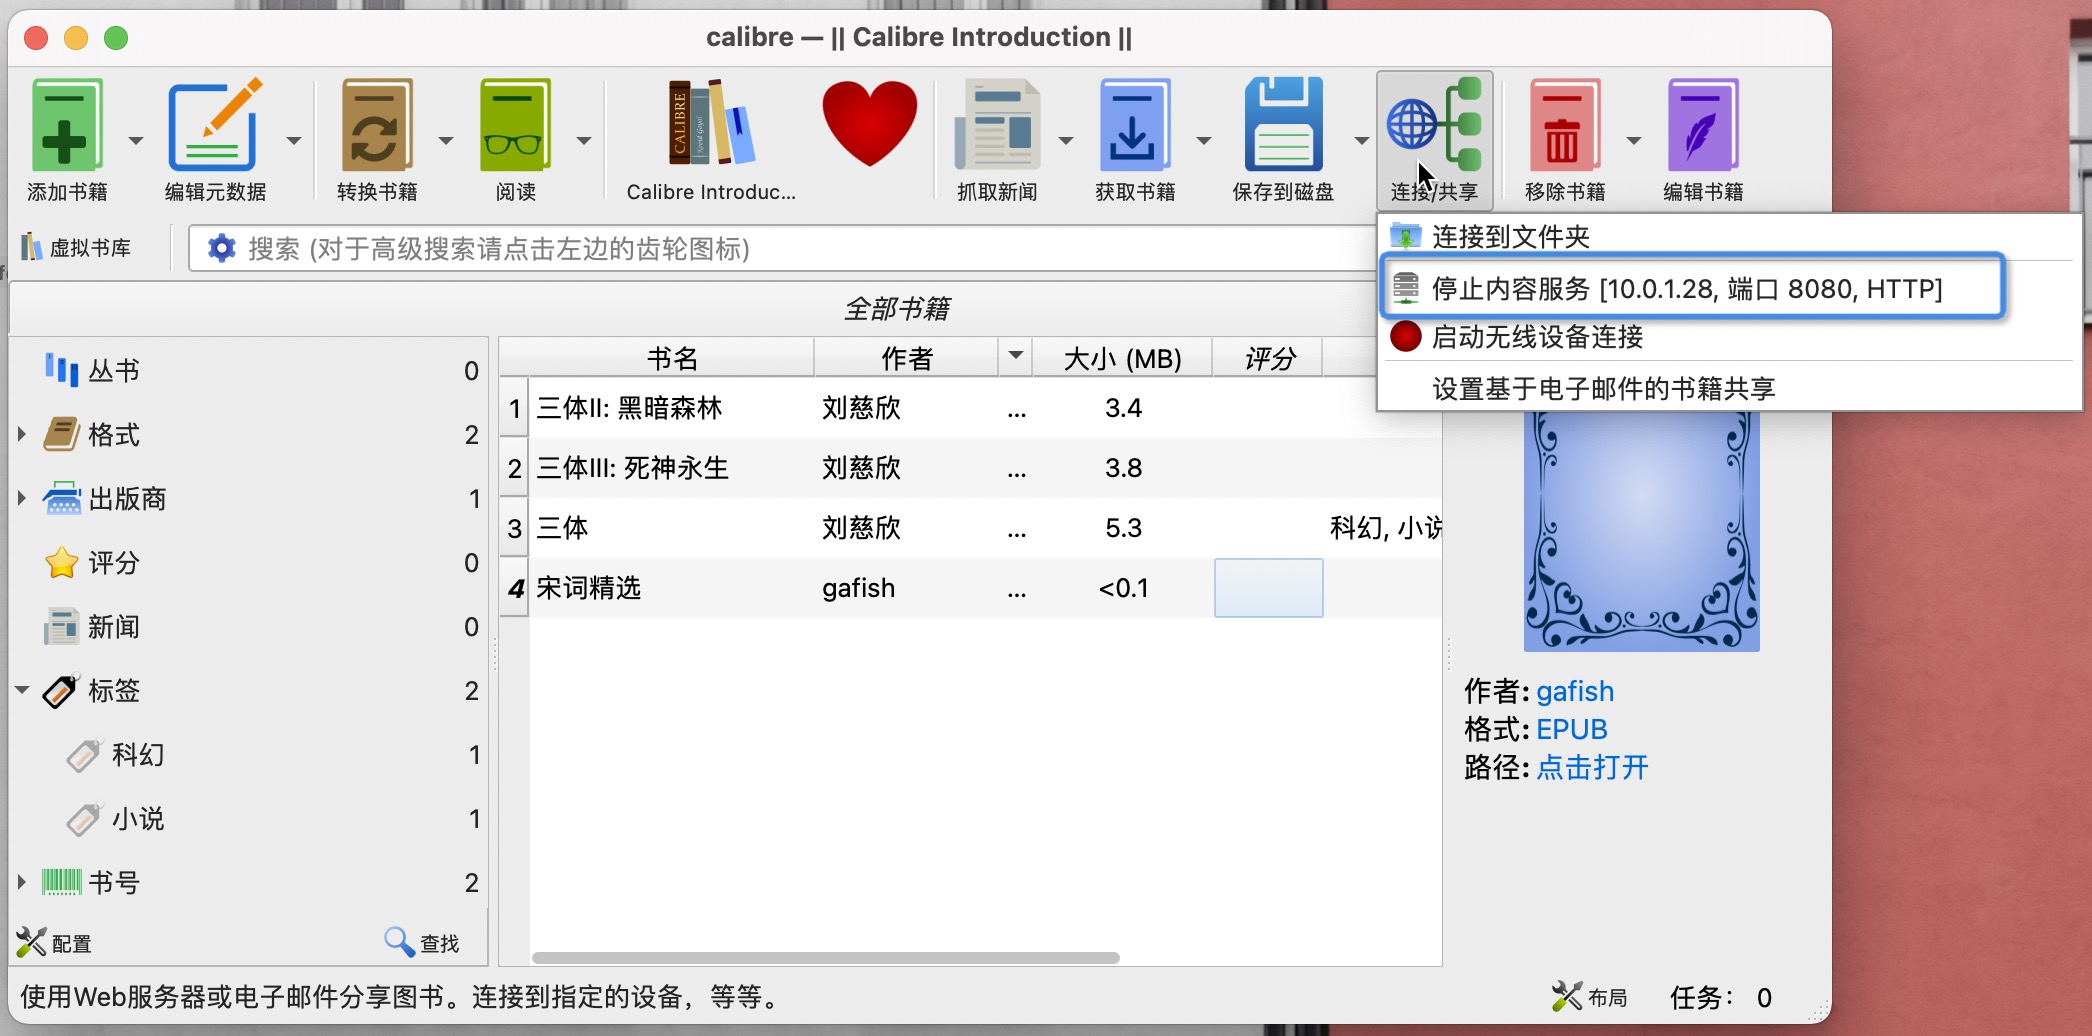 calibre — || Calibre Introduction ||
添加书籍
编辑元数据
转换书籍
阅读
CALIBRE
Calibre Introduc...
抓取新闻
获取书籍
保存到磁盘
连接/共享
移除书籍
编辑书籍
虚拟书库
搜索 (对于高级搜索请点击左边的齿轮图标)
连接到文件夹
停止内容服务 [10.0.1.28, 端口 8080, HTTP]
启动无线设备连接
设置基于电子邮件的书籍共享
全部书籍
丛书 0
格式 2
出版商 1
评分 0
新闻 0
标签 2
科幻 1
小说 1
书号 2
配置
查找
书名 作者 大小 (MB) 评分
1 三体II: 黑暗森林 刘慈欣 ... 3.4
2 三体III: 死神永生 刘慈欣 ... 3.8
3 三体 刘慈欣 ... 5.3 科幻, 小说
4 宋词精选 gafish ... <0.1
作者: gafish
格式: EPUB
路径: 点击打开
使用Web服务器或电子邮件分享图书。连接到指定的设备，等等。
布局
任务： 0